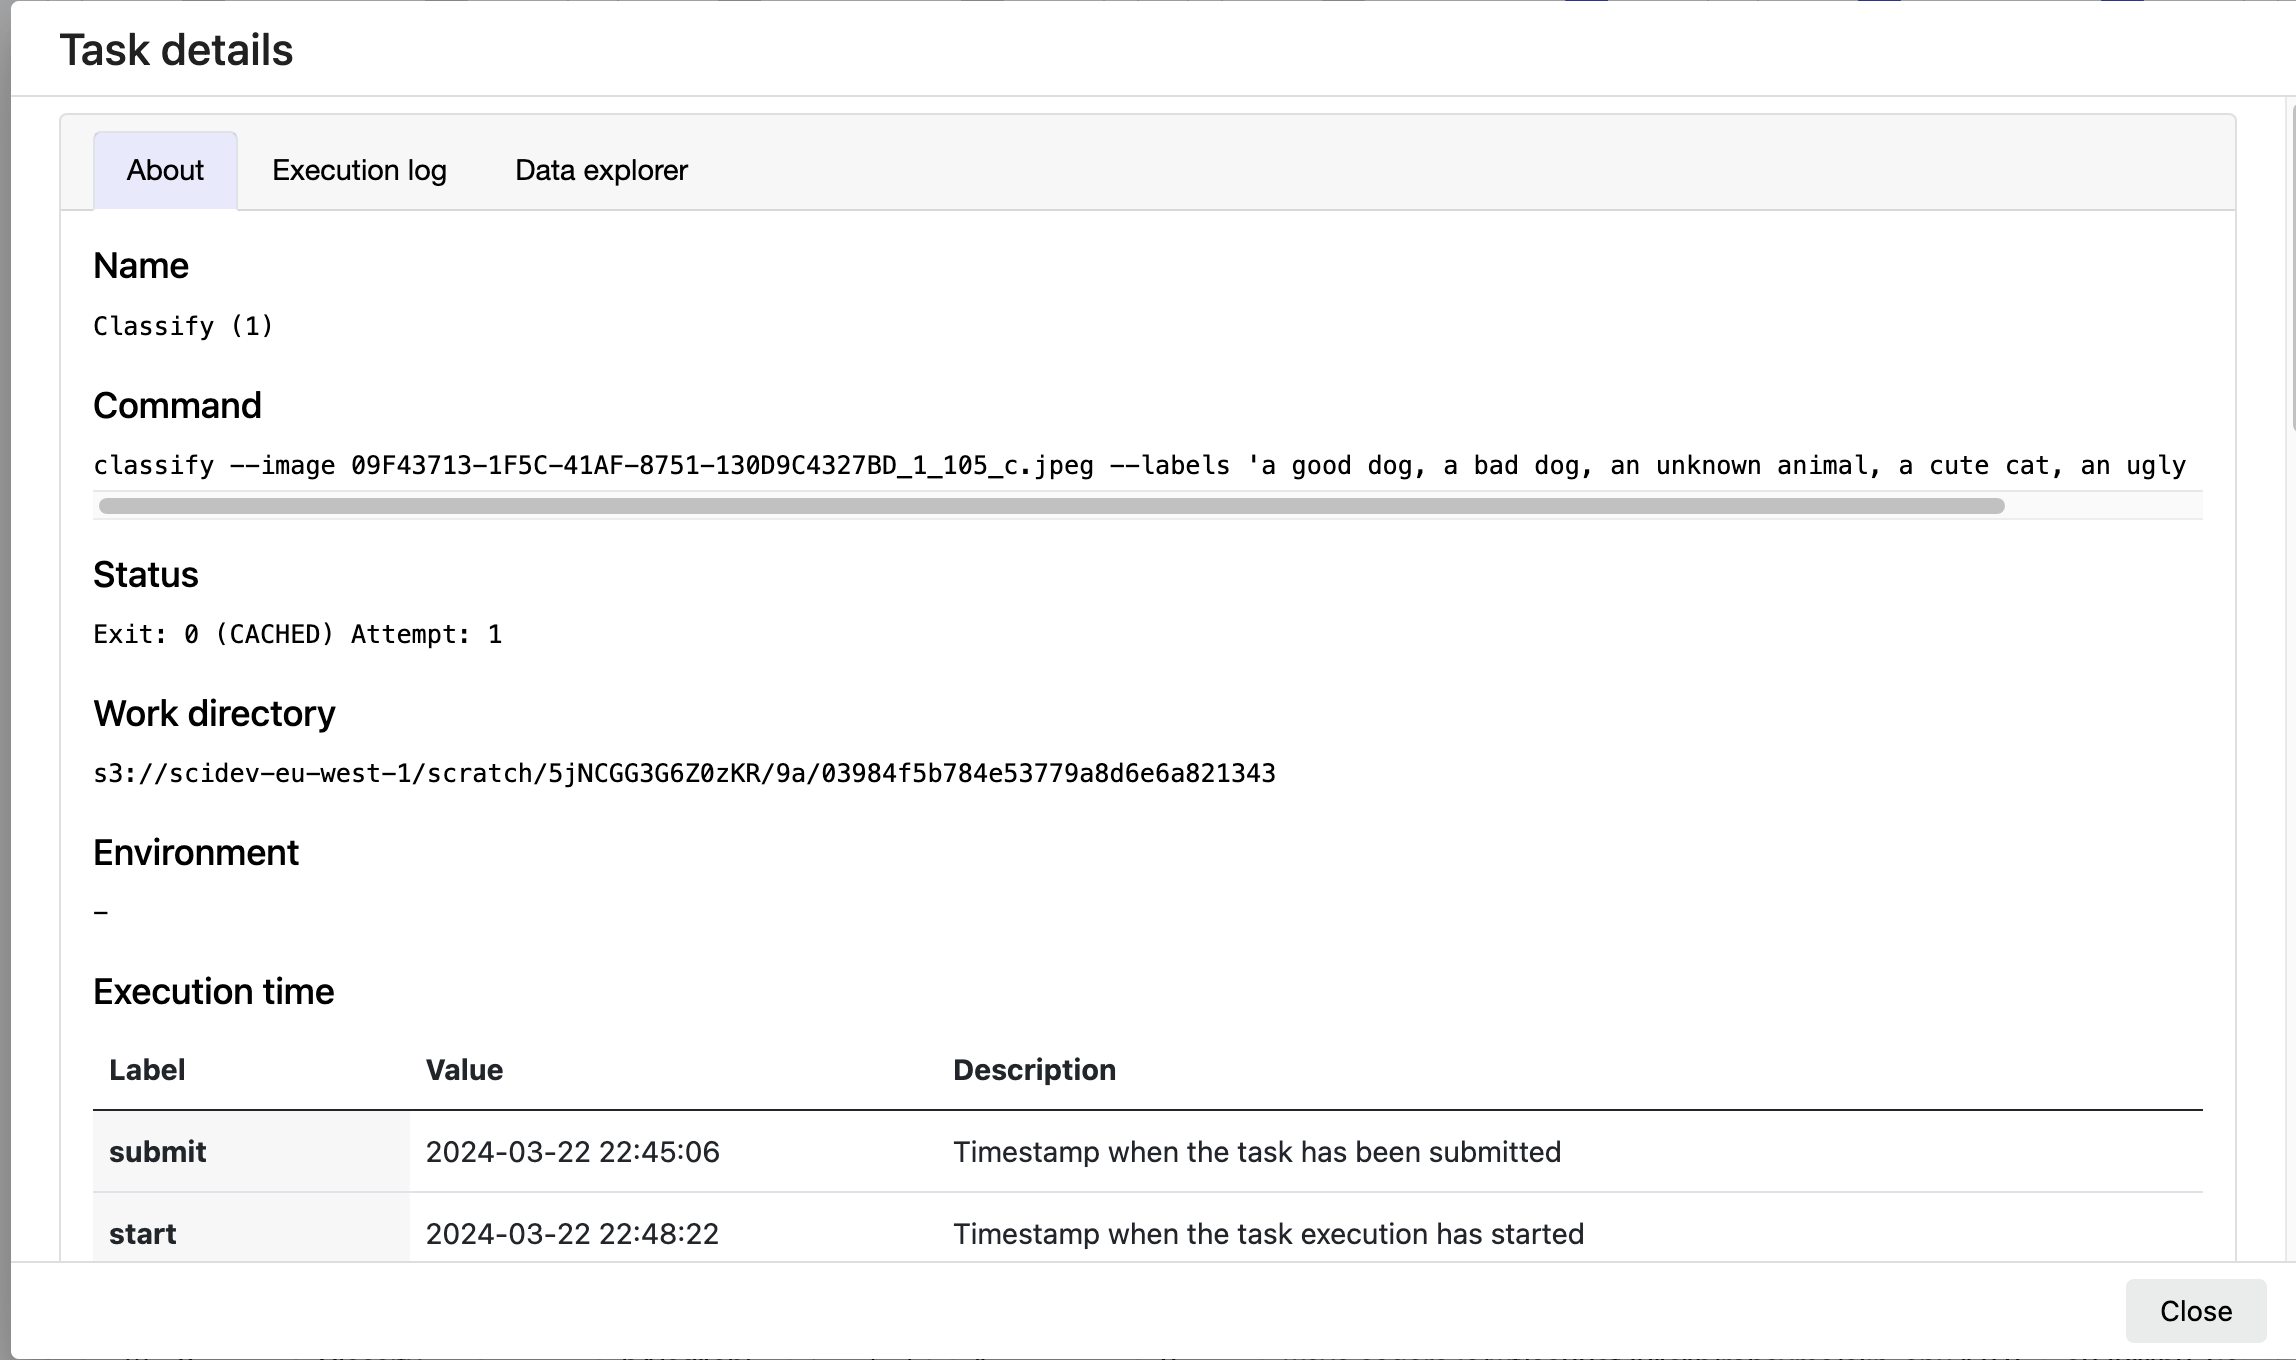 Task details
About Execution log Data explorer
Name
Classify (1)
Command
classify --image 09F43713-1F5C-41AF-8751-130D9C4327BD_1_105_c.jpeg --labels 'a good dog, a bad dog, an unknown animal, a cute cat, an ugly
Status
Exit: 0 (CACHED) Attempt: 1
Work directory
s3://scidev-eu-west-1/scratch/5jNCGG3G6Z0zKR/9a/03984f5b784e53779a8d6e6a821343
Environment
-
Execution time
Label Value Description
submit 2024-03-22 22:45:06 Timestamp when the task has been submitted
start 2024-03-22 22:48:22 Timestamp when the task execution has started
Close